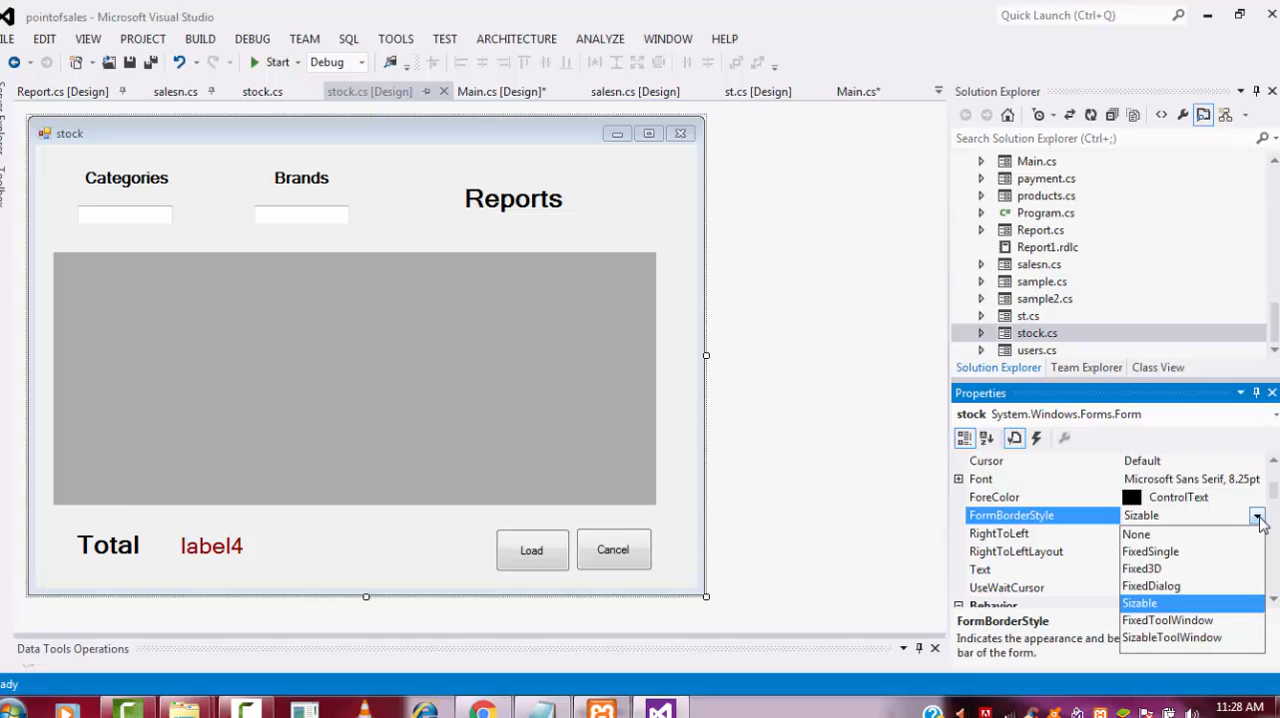 pointofsales - Microsoft Visual Studio
Quick Launch (Ctrl+Q)
ILE EDIT VIEW PROJECT BUILD DEBUG TEAM SQL TOOLS TEST ARCHITECTURE ANALYZE WINDOW HELP
Start Debug
Report.cs [Design] salesn.cs stock.cs stock.cs [Design] Main.cs [Design]* salesn.cs [Design] st.cs [Design] Main.cs*
Server Explorer
Toolbox
stock
Categories Brands
Reports
Total label4
Load Cancel
Data Tools Operations
Solution Explorer
Search Solution Explorer (Ctrl+;)
Main.cs
payment.cs
products.cs
Program.cs
Report.cs
Report1.rdlc
salesn.cs
sample.cs
sample2.cs
st.cs
stock.cs
users.cs
Solution Explorer Team Explorer Class View
Properties
stock System.Windows.Forms.Form
Cursor Default
Font Microsoft Sans Serif, 8.25pt
ForeColor ControlText
FormBorderStyle Sizable
RightToLeft
RightToLeftLayout
Text
UseWaitCursor
Behavior
None
FixedSingle
Fixed3D
FixedDialog
Sizable
FixedToolWindow
SizableToolWindow
FormBorderStyle
Indicates the appearance and be
bar of the form.
ady
11:28 AM